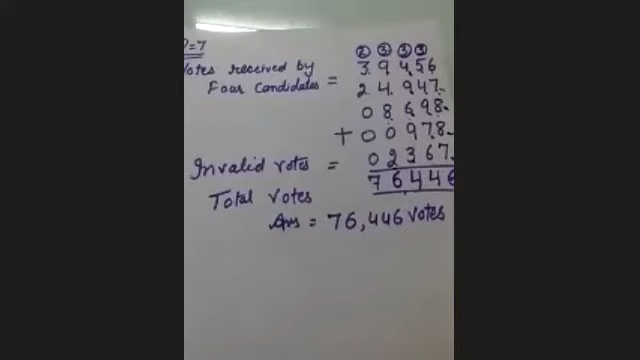 =7
② ③ ③ ③
Votes received by 3 9 4 5 6
Four Candidates = 2 4 9 4 7
0 8 6 9 8
+ 0 0 9 7 8
Invalid votes = 0 2 3 6 7
Total votes 7 6 4 4 6
Ans = 76,446 votes